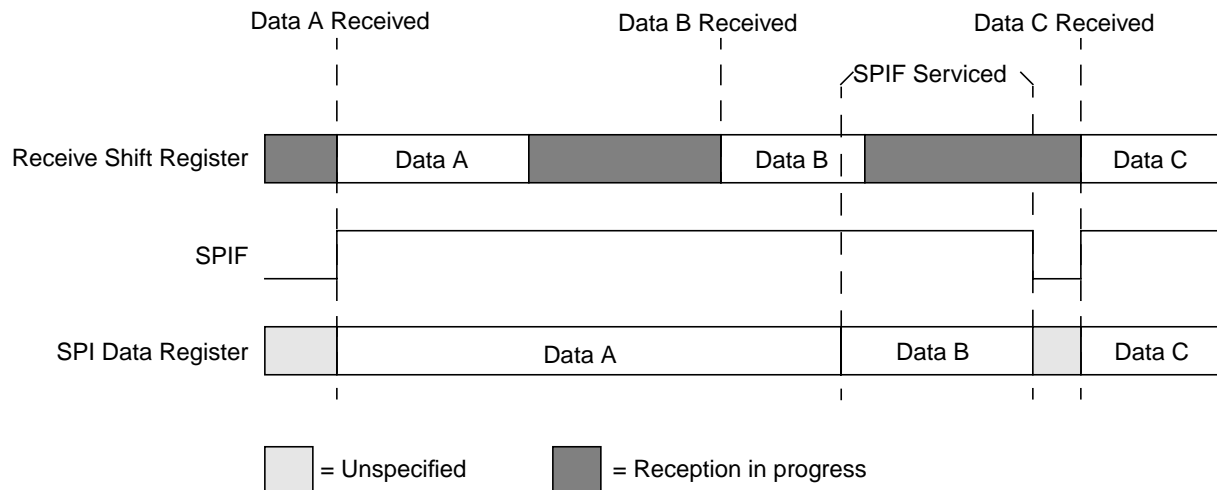 Data A Received
Data B Received
Data C Received
SPIF Serviced
Receive Shift Register
Data A
Data B
Data C
SPIF
SPI Data Register
Data A
Data B
Data C
= Unspecified
= Reception in progress